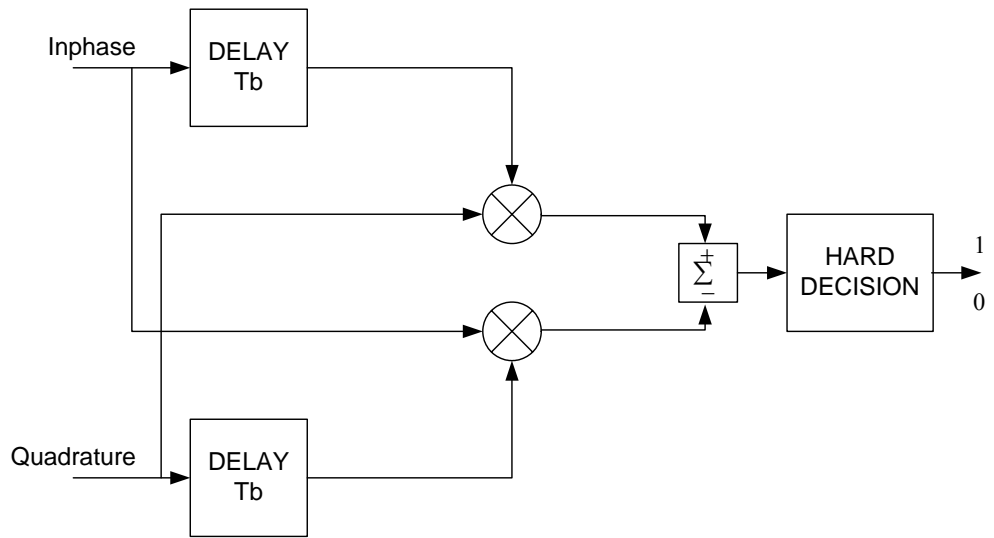 Inphase
DELAY
Tb
+
∑
−
HARD
DECISION
1
0
Quadrature
DELAY
Tb